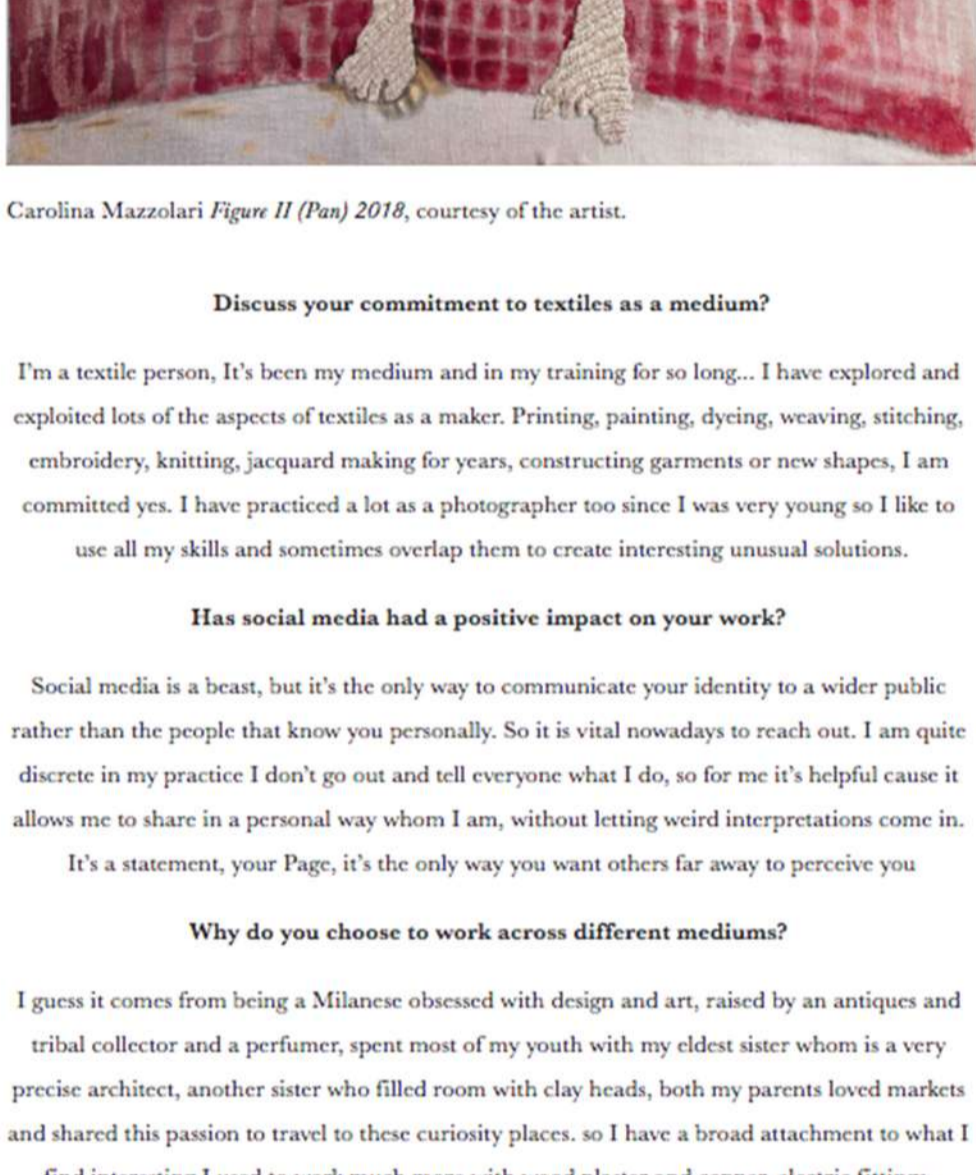 Carolina Mazzolari Figure II (Pan) 2018, courtesy of the artist.
Discuss your commitment to textiles as a medium?
I'm a textile person, It's been my medium and in my training for so long... I have explored and
exploited lots of the aspects of textiles as a maker. Printing, painting, dyeing, weaving, stitching,
embroidery, knitting, jacquard making for years, constructing garments or new shapes, I am
committed yes. I have practiced a lot as a photographer too since I was very young so I like to
use all my skills and sometimes overlap them to create interesting unusual solutions.
Has social media had a positive impact on your work?
Social media is a beast, but it's the only way to communicate your identity to a wider public
rather than the people that know you personally. So it is vital nowadays to reach out. I am quite
discrete in my practice I don't go out and tell everyone what I do, so for me it's helpful cause it
allows me to share in a personal way whom I am, without letting weird interpretations come in.
It's a statement, your Page, it's the only way you want others far away to perceive you
Why do you choose to work across different mediums?
I guess it comes from being a Milanese obsessed with design and art, raised by an antiques and
tribal collector and a perfumer, spent most of my youth with my eldest sister whom is a very
precise architect, another sister who filled room with clay heads, both my parents loved markets
and shared this passion to travel to these curiosity places. so I have a broad attachment to what I